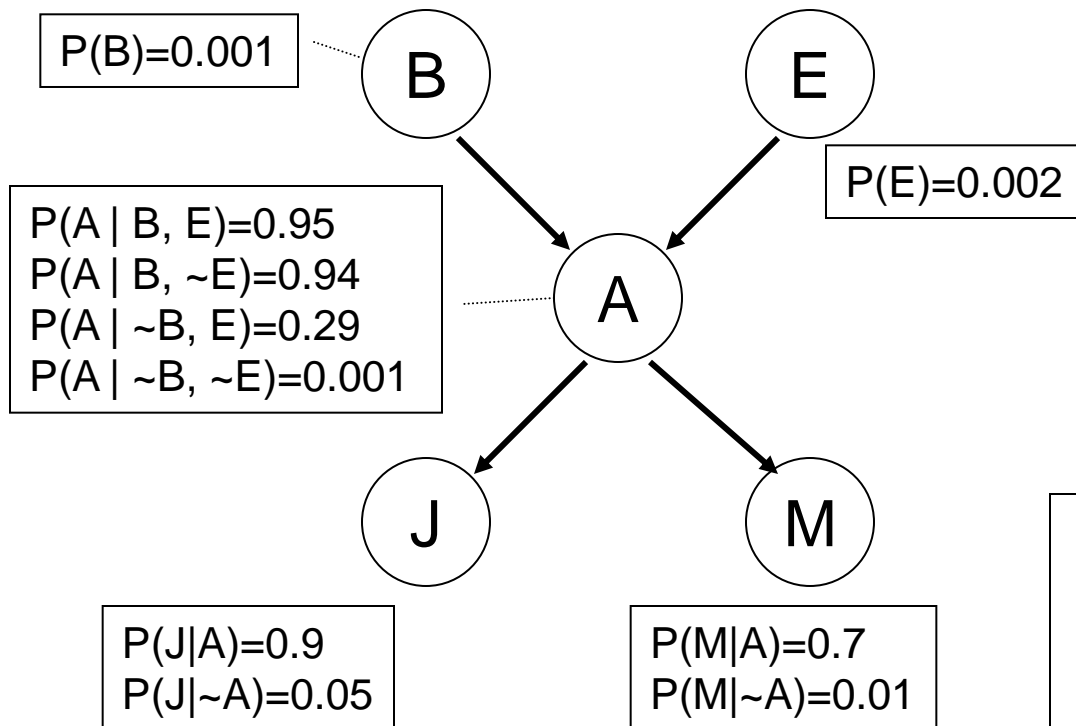 P(B)=0.001
B
E
P(E)=0.002
P(A | B, E)=0.95
P(A | B, ~E)=0.94
P(A | ~B, E)=0.29
P(A | ~B, ~E)=0.001
A
J
M
P(J|A)=0.9
P(J|~A)=0.05
P(M|A)=0.7
P(M|~A)=0.01